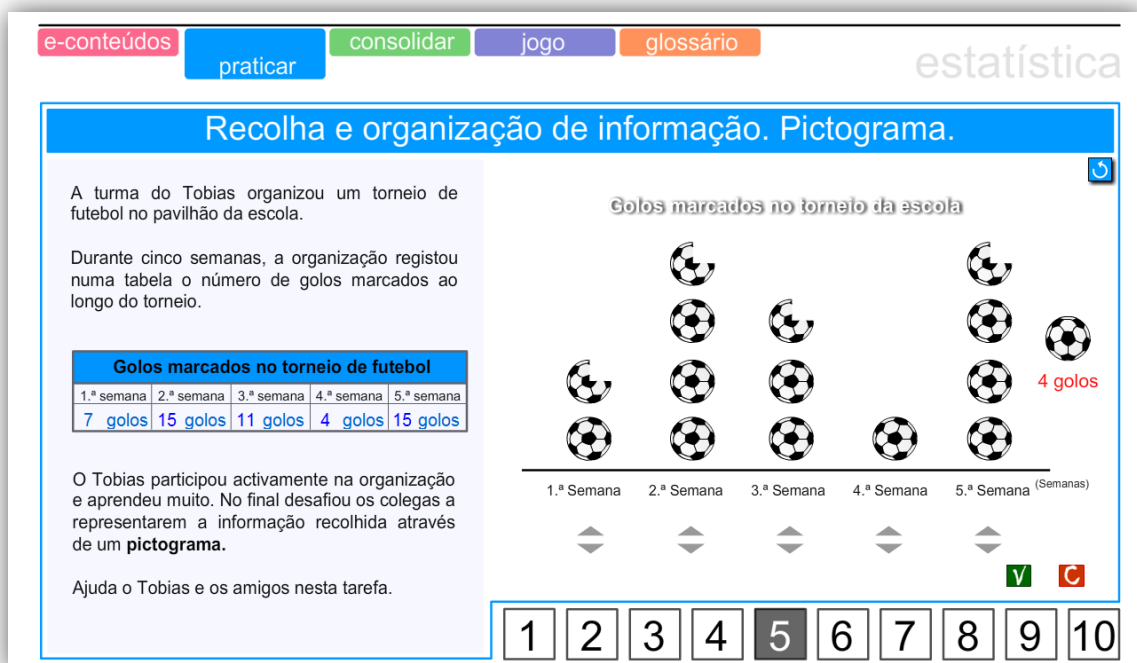 e-conteúdos
praticar
consolidar
jogo
glossário
estatística
Recolha e organização de informação. Pictograma.
A turma do Tobias organizou um torneio de
futebol no pavilhão da escola.
Durante cinco semanas, a organização registou
numa tabela o número de golos marcados ao
longo do torneio.
Golos marcados no torneio de futebol
1.ª semana 2.ª semana 3.ª semana 4.ª semana 5.ª semana
7 golos 15 golos 11 golos 4 golos 15 golos
O Tobias participou activamente na organização
e aprendeu muito. No final desafiou os colegas a
representarem a informação recolhida através
de um pictograma.
Ajuda o Tobias e os amigos nesta tarefa.
Golos marcados no torneio da escola
4 golos
1.ª Semana 2.ª Semana 3.ª Semana 4.ª Semana 5.ª Semana (Semanas)
V C
1 2 3 4 5 6 7 8 9 10